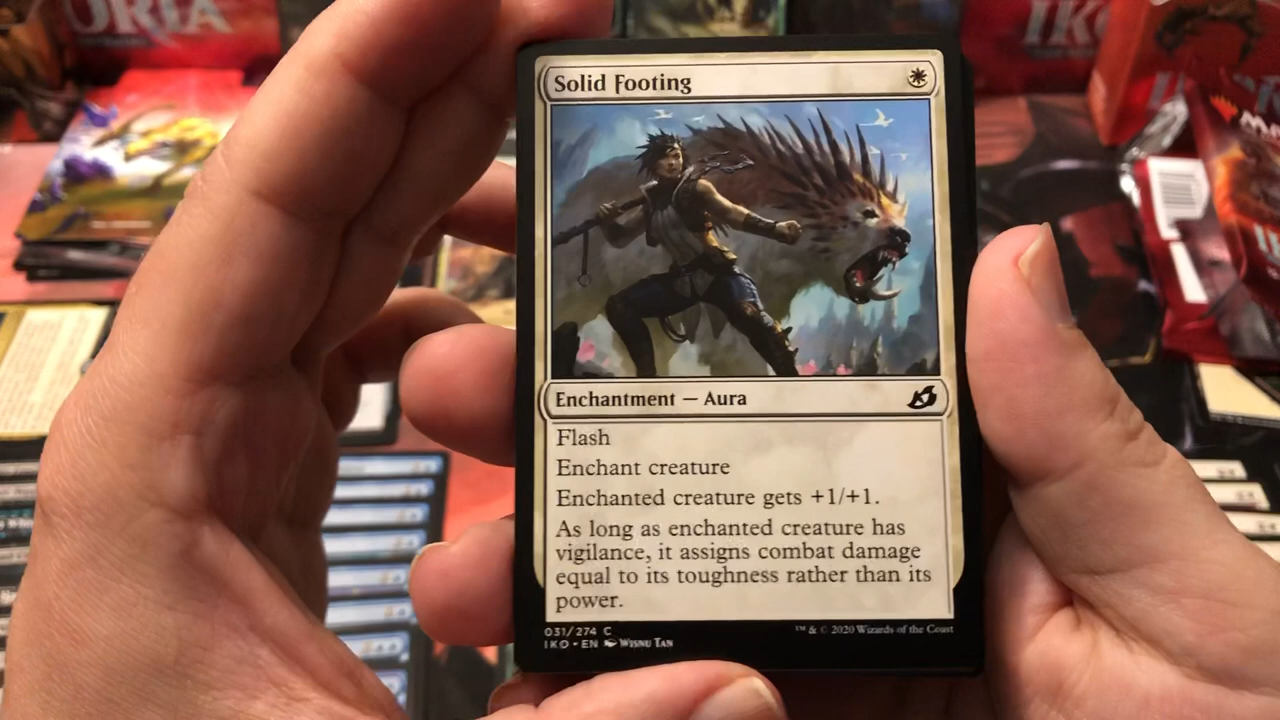 ORIA
IKO
Solid Footing
Enchantment — Aura
Flash
Enchant creature
Enchanted creature gets +1/+1.
As long as enchanted creature has
vigilance, it assigns combat damage
equal to its toughness rather than its
power.
031/274 C
IKO • EN Wisnu Tan
™ & © 2020 Wizards of the Coast